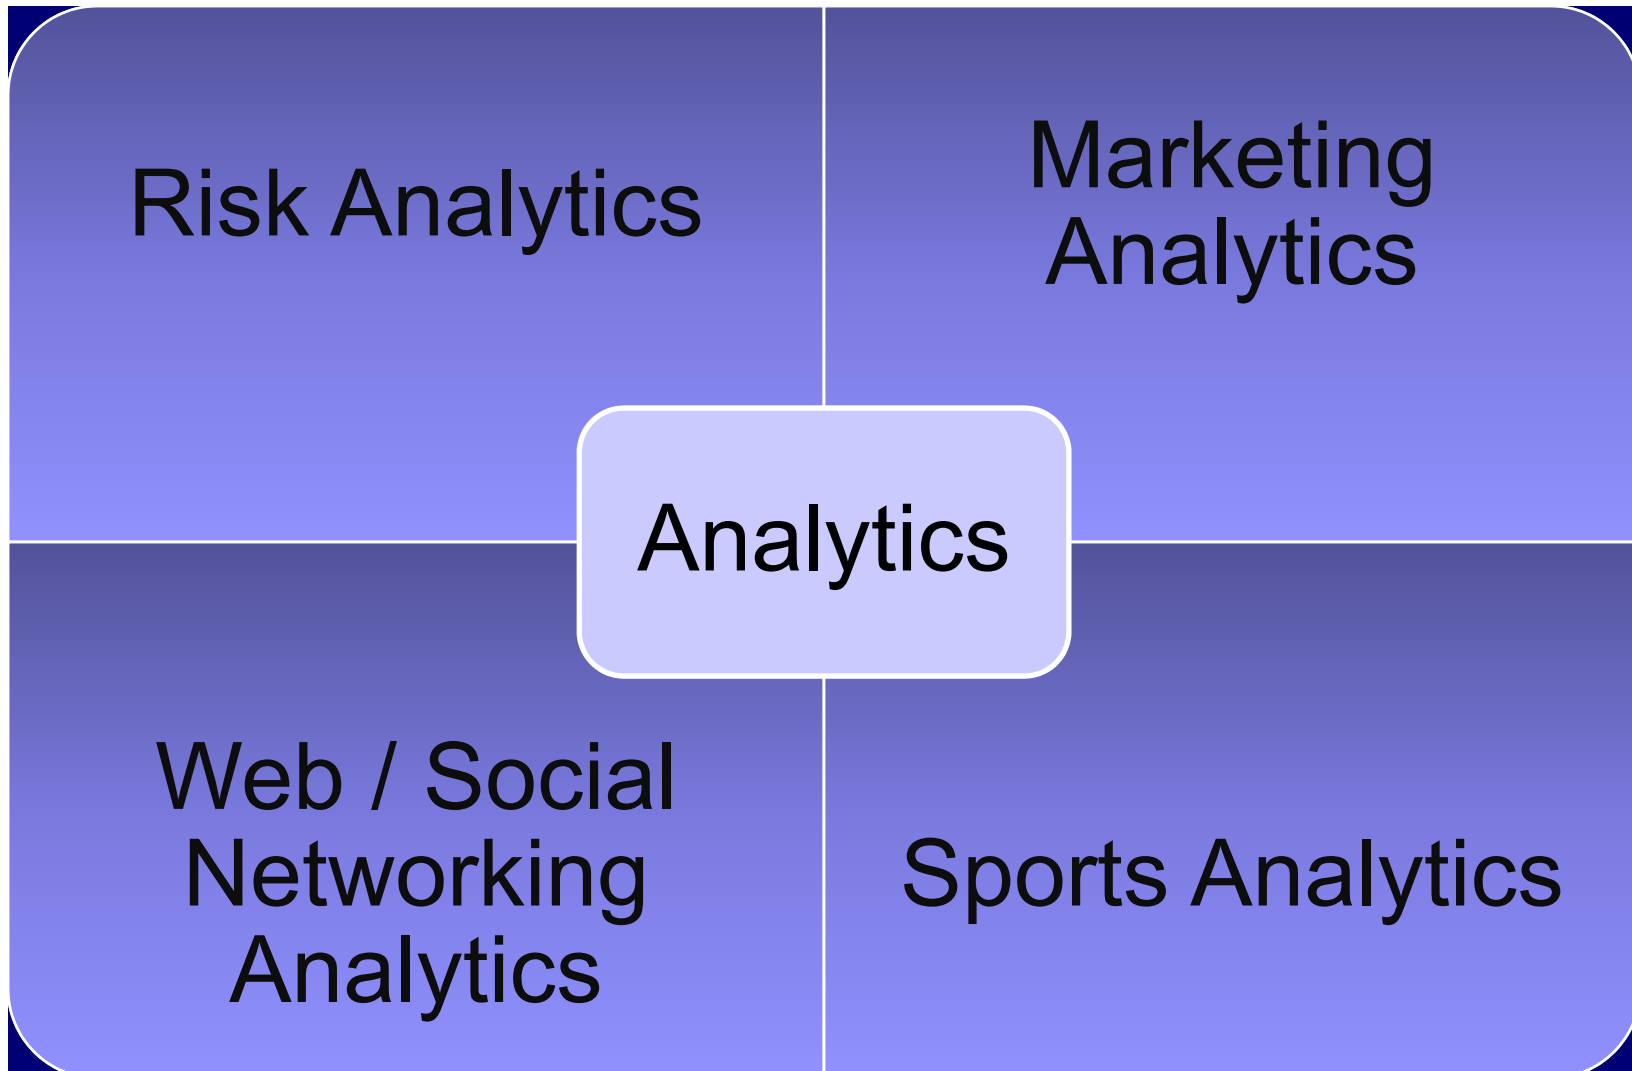 Risk Analytics
Marketing
Analytics
Analytics
Web / Social
Networking
Analytics
Sports Analytics